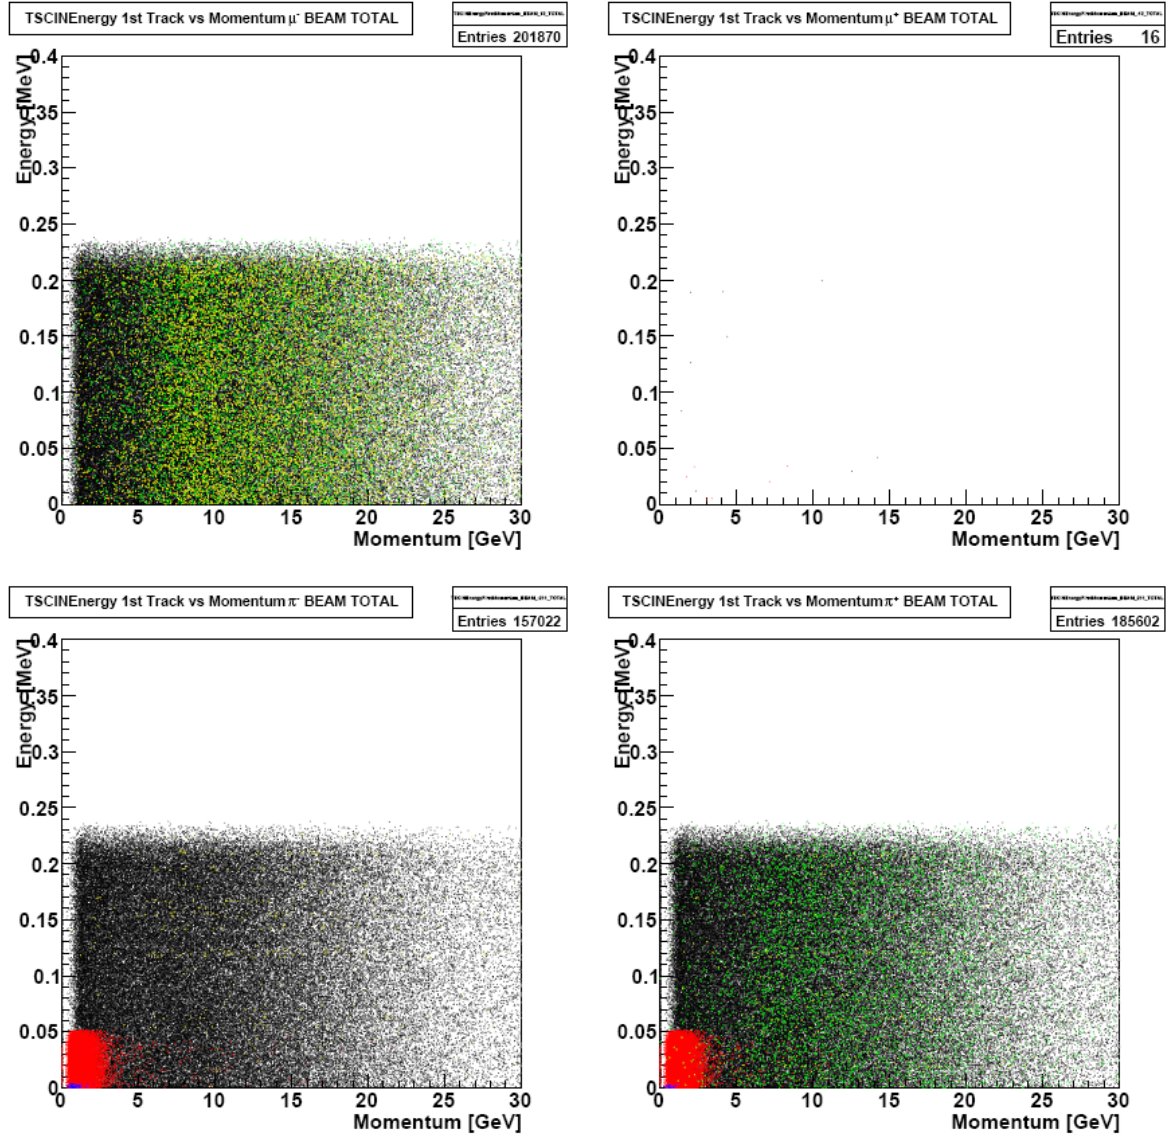 TSCINEnergy 1st Track vs Momentum μ⁻ BEAM TOTAL
Entries 201870
Energy [MeV]
0.4
0.35
0.3
0.25
0.2
0.15
0.1
0.05
0
0 5 10 15 20 25 30
Momentum [GeV]
TSCINEnergy 1st Track vs Momentum μ⁺ BEAM TOTAL
Entries 16
Energy [MeV]
0.4
0.35
0.3
0.25
0.2
0.15
0.1
0.05
0
0 5 10 15 20 25 30
Momentum [GeV]
TSCINEnergy 1st Track vs Momentum π⁻ BEAM TOTAL
Entries 157022
Energy [MeV]
0.4
0.35
0.3
0.25
0.2
0.15
0.1
0.05
0
0 5 10 15 20 25 30
Momentum [GeV]
TSCINEnergy 1st Track vs Momentum π⁺ BEAM TOTAL
Entries 185602
Energy [MeV]
0.4
0.35
0.3
0.25
0.2
0.15
0.1
0.05
0
0 5 10 15 20 25 30
Momentum [GeV]